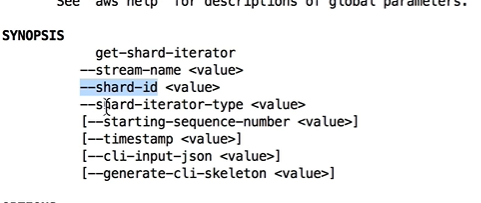 See 'aws help' for descriptions of global parameters.
SYNOPSIS
get-shard-iterator
--stream-name <value>
--shard-id <value>
--shard-iterator-type <value>
[--starting-sequence-number <value>]
[--timestamp <value>]
[--cli-input-json <value>]
[--generate-cli-skeleton <value>]